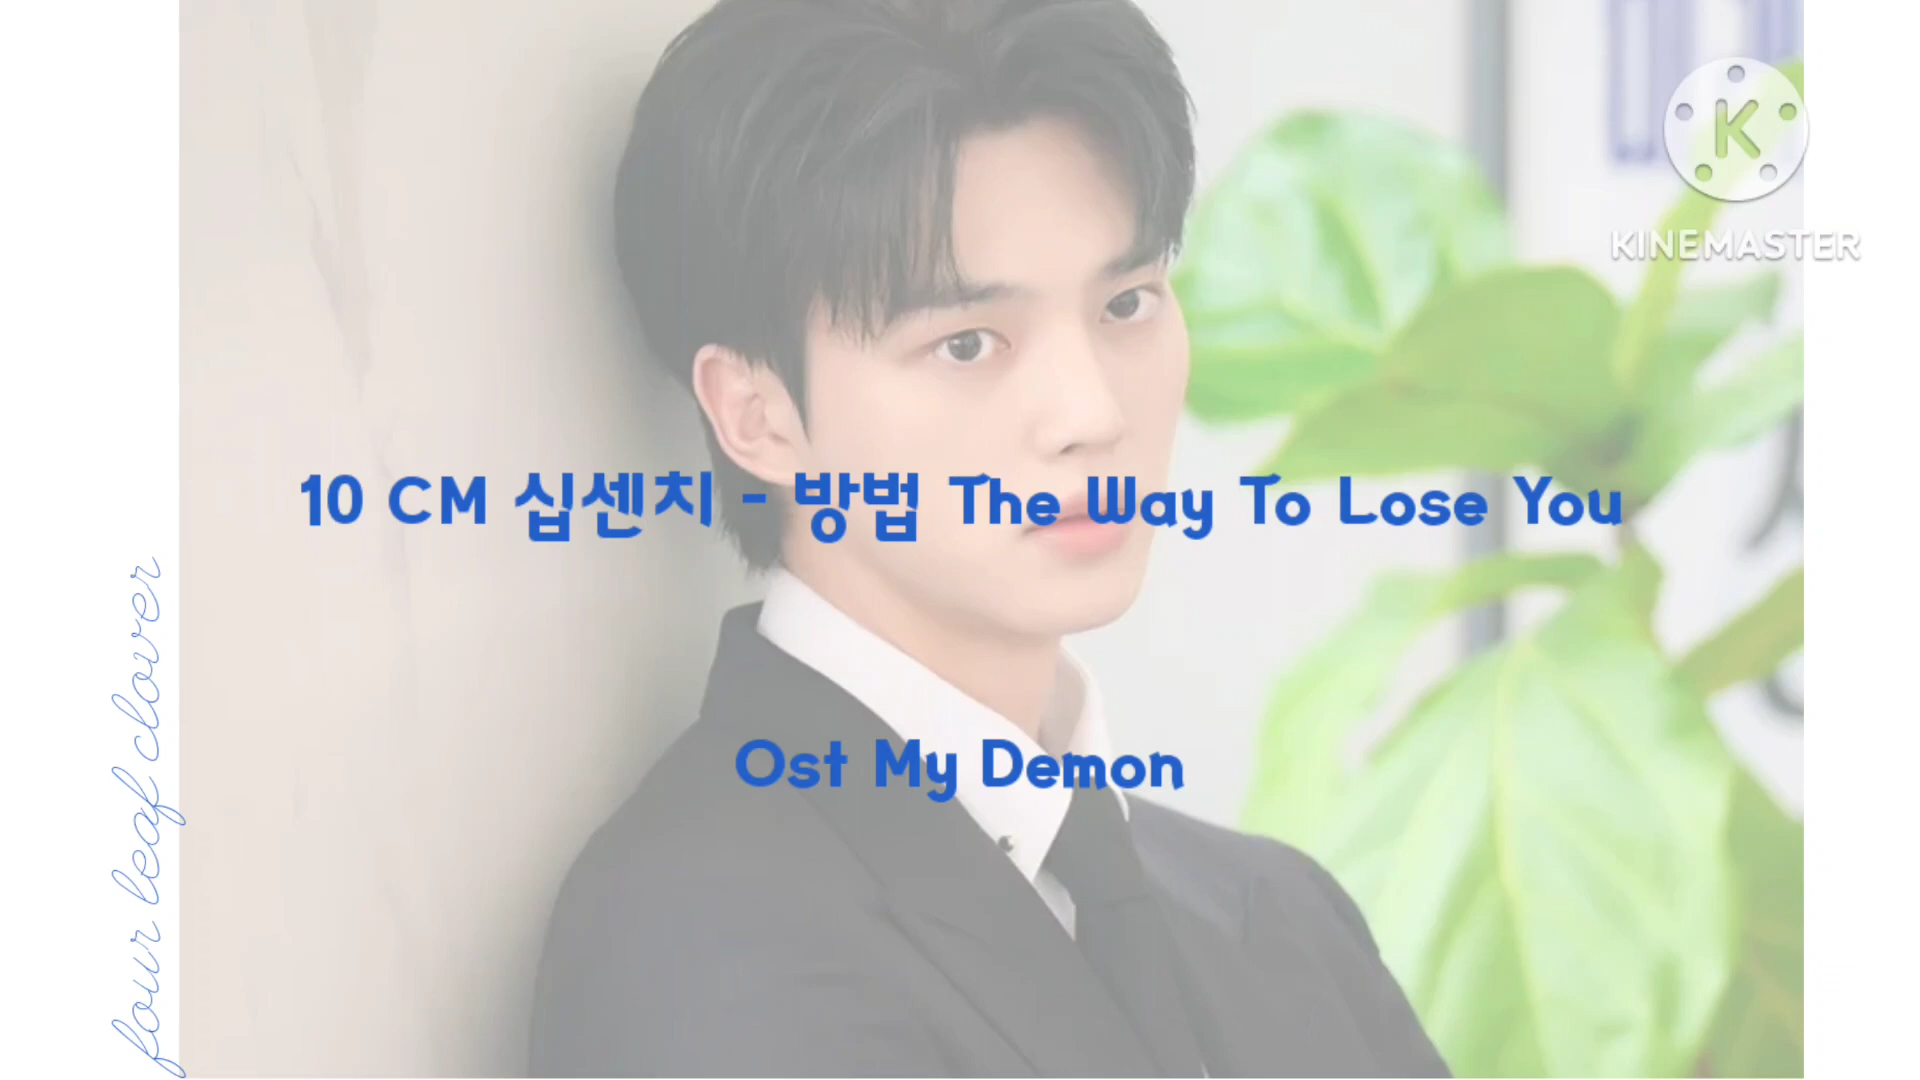 KINEMASTER
10 CM 십센치 - 방법 The Way To Lose You
Ost My Demon
four leaf clover